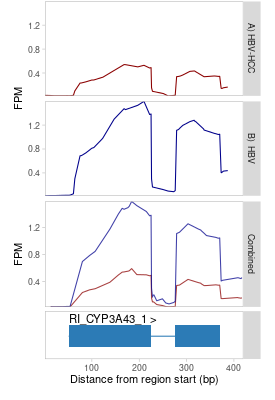 1.2
0.8
0.4
A) HBV-HCC
FPM
1.2
0.8
0.4
B) HBV
1.2
0.8
0.4
FPM
Combined
RI_CYP3A43_1 >
100 200 300 400
Distance from region start (bp)